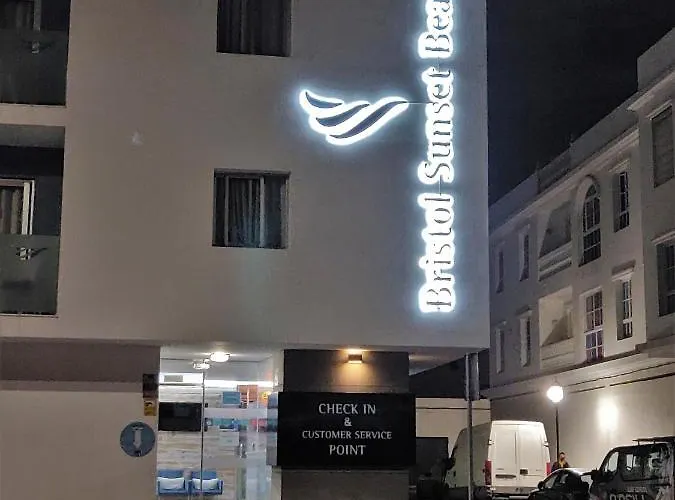 Bristol Sunset Bea
CHECK IN
&
CUSTOMER SERVICE
POINT